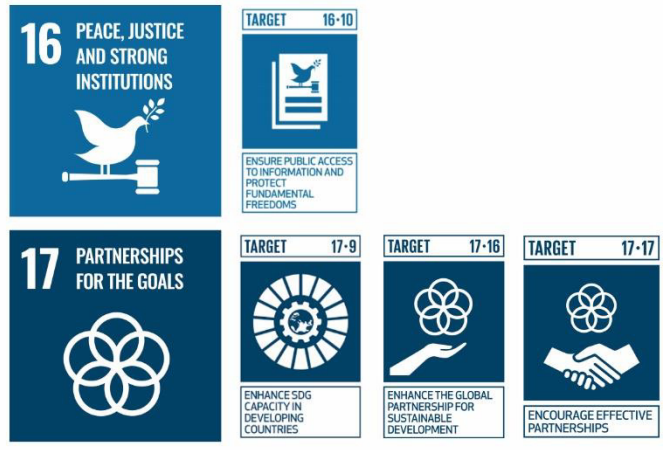 16 PEACE, JUSTICE
AND STRONG
INSTITUTIONS
TARGET 16·10
ENSURE PUBLIC ACCESS
TO INFORMATION AND
PROTECT
FUNDAMENTAL
FREEDOMS
17 PARTNERSHIPS
FOR THE GOALS
TARGET 17·9
ENHANCE SDG
CAPACITY IN
DEVELOPING
COUNTRIES
TARGET 17·16
ENHANCE THE GLOBAL
PARTNERSHIP FOR
SUSTAINABLE
DEVELOPMENT
TARGET 17·17
ENCOURAGE EFFECTIVE
PARTNERSHIPS